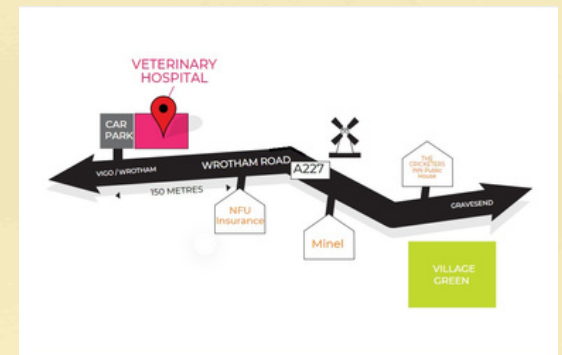 VETERINARY
HOSPITAL
CAR
PARK
VIGO / WROTHAM
WROTHAM ROAD
A227
150 METRES
NFU
Insurance
Minel
THE
CRICKETERS
INN Public
House
GRAVESEND
VILLAGE
GREEN